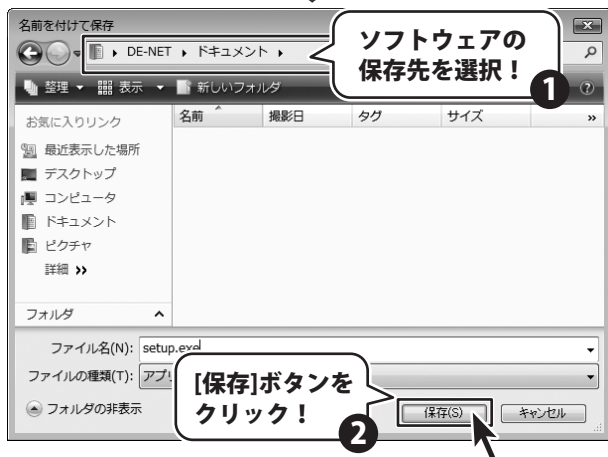 名前を付けて保存
DE-NET ▸ ドキュメント ▸
ソフトウェアの
保存先を選択！
1
整理 表示 新しいフォルダ
お気に入りリンク
名前 撮影日 タグ サイズ »
最近表示した場所
デスクトップ
コンピュータ
ドキュメント
ピクチャ
詳細 »
フォルダ
ファイル名(N): setup.exe
ファイルの種類(T): アプリ
[保存]ボタンを
クリック！
2
フォルダの非表示
保存(S) キャンセル